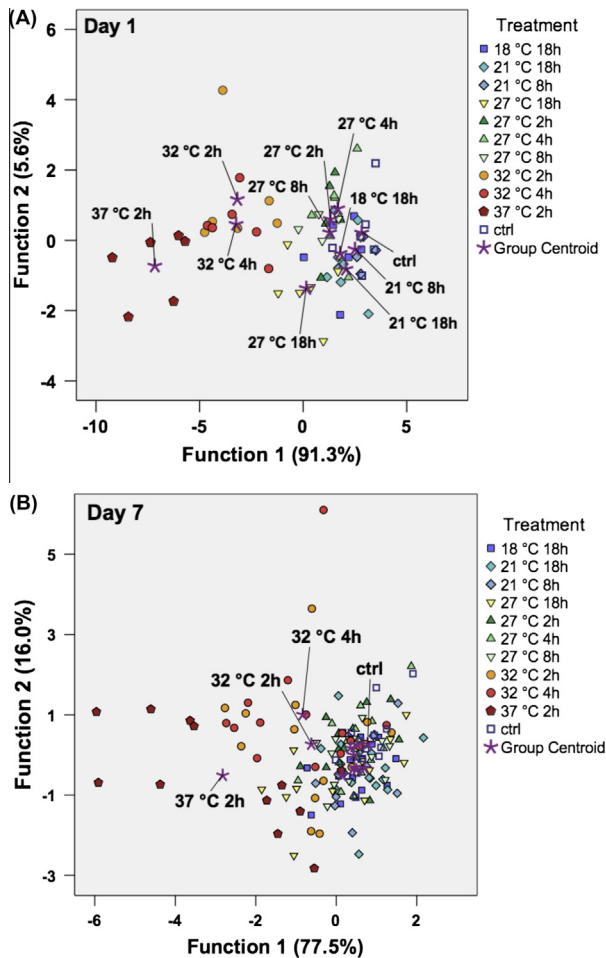 (A)
Day 1
Function 2 (5.6%)
6
4
2
0
-2
-4
-10
-5
0
5
Function 1 (91.3%)
27 °C 4h
27 °C 2h
32 °C 2h
27 °C 8h
18 °C 18h
37 °C 2h
32 °C 4h
ctrl
21 °C 8h
21 °C 18h
27 °C 18h
Treatment
18 °C 18h
21 °C 18h
21 °C 8h
27 °C 18h
27 °C 2h
27 °C 4h
27 °C 8h
32 °C 2h
32 °C 4h
37 °C 2h
ctrl
Group Centroid
(B)
Day 7
Function 2 (16.0%)
5
3
1
-1
-3
-6
-4
-2
0
2
Function 1 (77.5%)
32 °C 4h
32 °C 2h
ctrl
37 °C 2h
Treatment
18 °C 18h
21 °C 18h
21 °C 8h
27 °C 18h
27 °C 2h
27 °C 4h
27 °C 8h
32 °C 2h
32 °C 4h
37 °C 2h
ctrl
Group Centroid